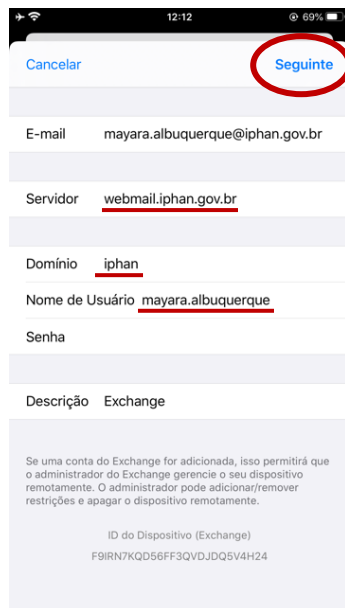 12:12
69%
Cancelar
Seguinte
E-mail mayara.albuquerque@iphan.gov.br
Servidor webmail.iphan.gov.br
Domínio iphan
Nome de Usuário mayara.albuquerque
Senha
Descrição Exchange
Se uma conta do Exchange for adicionada, isso permitirá que
o administrador do Exchange gerencie o seu dispositivo
remotamente. O administrador pode adicionar/remover
restrições e apagar o dispositivo remotamente.
ID do Dispositivo (Exchange)
F9IRN7KQD56FF3QVDJDQ5V4H24